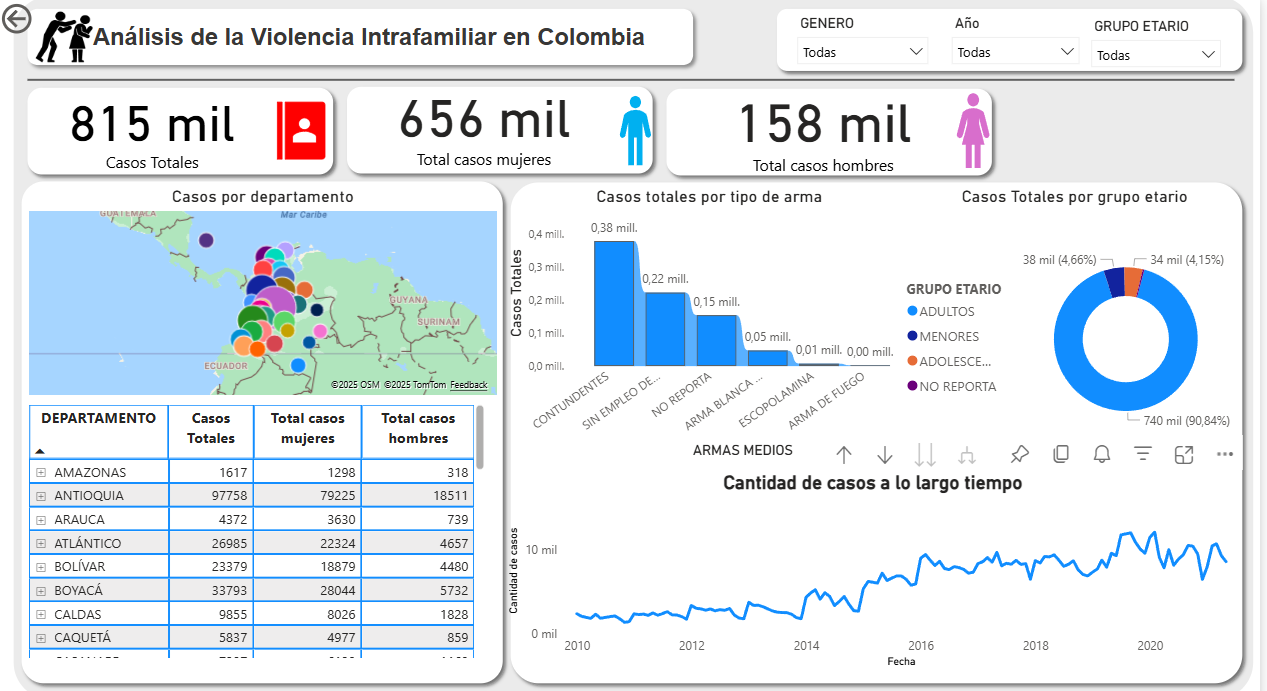 Análisis de la Violencia Intrafamiliar en Colombia
GENERO
Todas
Año
Todas
GRUPO ETARIO
Todas
815 mil
Casos Totales
656 mil
Total casos mujeres
158 mil
Total casos hombres
Casos por departamento
GUATEMALA
Mar Caribe
GUYANA
SURINAM
ECUADOR
©2025 OSM ©2025 TomTom Feedback
DEPARTAMENTO Casos Totales Total casos mujeres Total casos hombres
AMAZONAS 1617 1298 318
ANTIOQUIA 97758 79225 18511
ARAUCA 4372 3630 739
ATLÁNTICO 26985 22324 4657
BOLÍVAR 23379 18879 4480
BOYACÁ 33793 28044 5732
CALDAS 9855 8026 1828
CAQUETÁ 5837 4977 859
Casos totales por tipo de arma
Casos Totales
0,4 mill.
0,3 mill.
0,2 mill.
0,1 mill.
0,0 mill.
0,38 mill.
0,22 mill.
0,15 mill.
0,05 mill.
0,01 mill.
0,00 mill.
CONTUNDENTES
SIN EMPLEO DE...
NO REPORTA
ARMA BLANCA ...
ESCOPOLAMINA
ARMA DE FUEGO
ARMAS MEDIOS
Casos Totales por grupo etario
GRUPO ETARIO
ADULTOS
MENORES
ADOLESCE...
NO REPORTA
38 mil (4,66%)
34 mil (4,15%)
740 mil (90,84%)
Cantidad de casos a lo largo tiempo
Cantidad de casos
10 mil
0 mil
2010
2012
2014
2016
2018
2020
Fecha